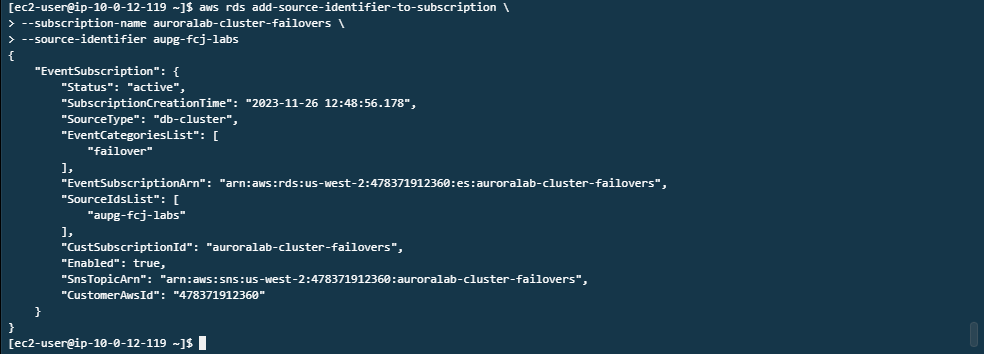 [ec2-user@ip-10-0-12-119 ~]$ aws rds add-source-identifier-to-subscription \
> --subscription-name auroralab-cluster-failovers \
> --source-identifier aupg-fcj-labs
{
    "EventSubscription": {
        "Status": "active",
        "SubscriptionCreationTime": "2023-11-26 12:48:56.178",
        "SourceType": "db-cluster",
        "EventCategoriesList": [
            "failover"
        ],
        "EventSubscriptionArn": "arn:aws:rds:us-west-2:478371912360:es:auroralab-cluster-failovers",
        "SourceIdsList": [
            "aupg-fcj-labs"
        ],
        "CustSubscriptionId": "auroralab-cluster-failovers",
        "Enabled": true,
        "SnsTopicArn": "arn:aws:sns:us-west-2:478371912360:auroralab-cluster-failovers",
        "CustomerAwsId": "478371912360"
    }
}
[ec2-user@ip-10-0-12-119 ~]$